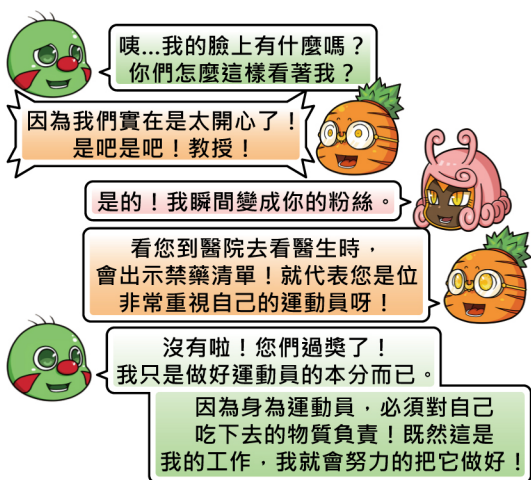 咦...我的臉上有什麼嗎？
你們怎麼這樣看著我？
因為我們實在是太開心了！
是吧是吧！教授！
是的！我瞬間變成你的粉絲。
看您到醫院去看醫生時，
會出示禁藥清單！就代表您是位
非常重視自己的運動員呀！
沒有啦！您們過獎了！
我只是做好運動員的本分而已。
因為身為運動員，必須對自己
吃下去的物質負責！既然這是
我的工作，我就會努力的把它做好！